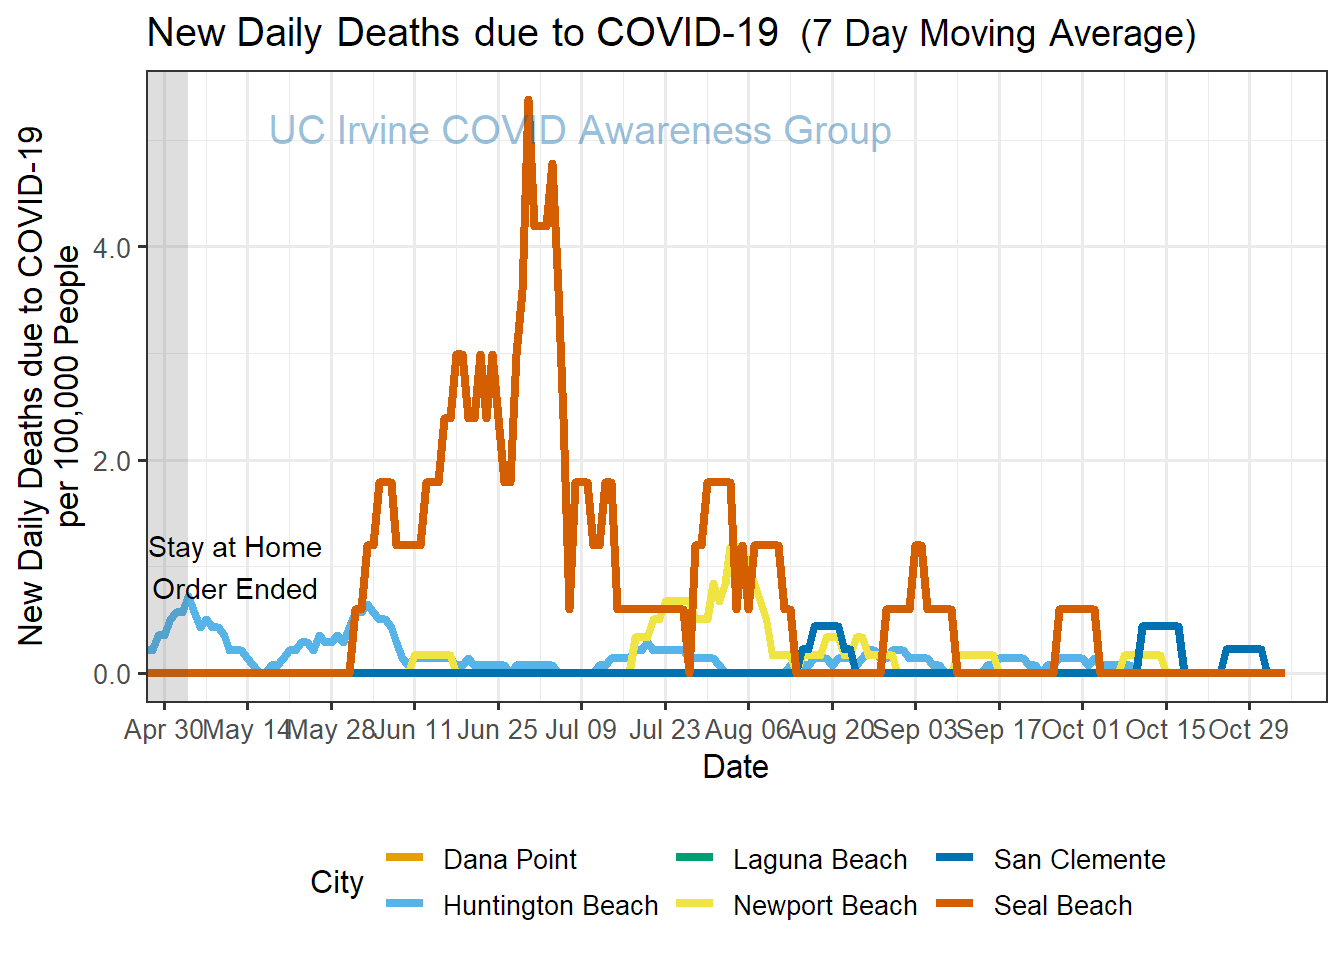 New Daily Deaths due to COVID-19 (7 Day Moving Average)
UC Irvine COVID Awareness Group
New Daily Deaths due to COVID-19
per 100,000 People
4.0
2.0
0.0
Stay at Home
Order Ended
Apr 30 May 14 May 28 Jun 11 Jun 25 Jul 09 Jul 23 Aug 06 Aug 20 Sep 03 Sep 17 Oct 01 Oct 15 Oct 29
Date
City
Dana Point Laguna Beach San Clemente
Huntington Beach Newport Beach Seal Beach